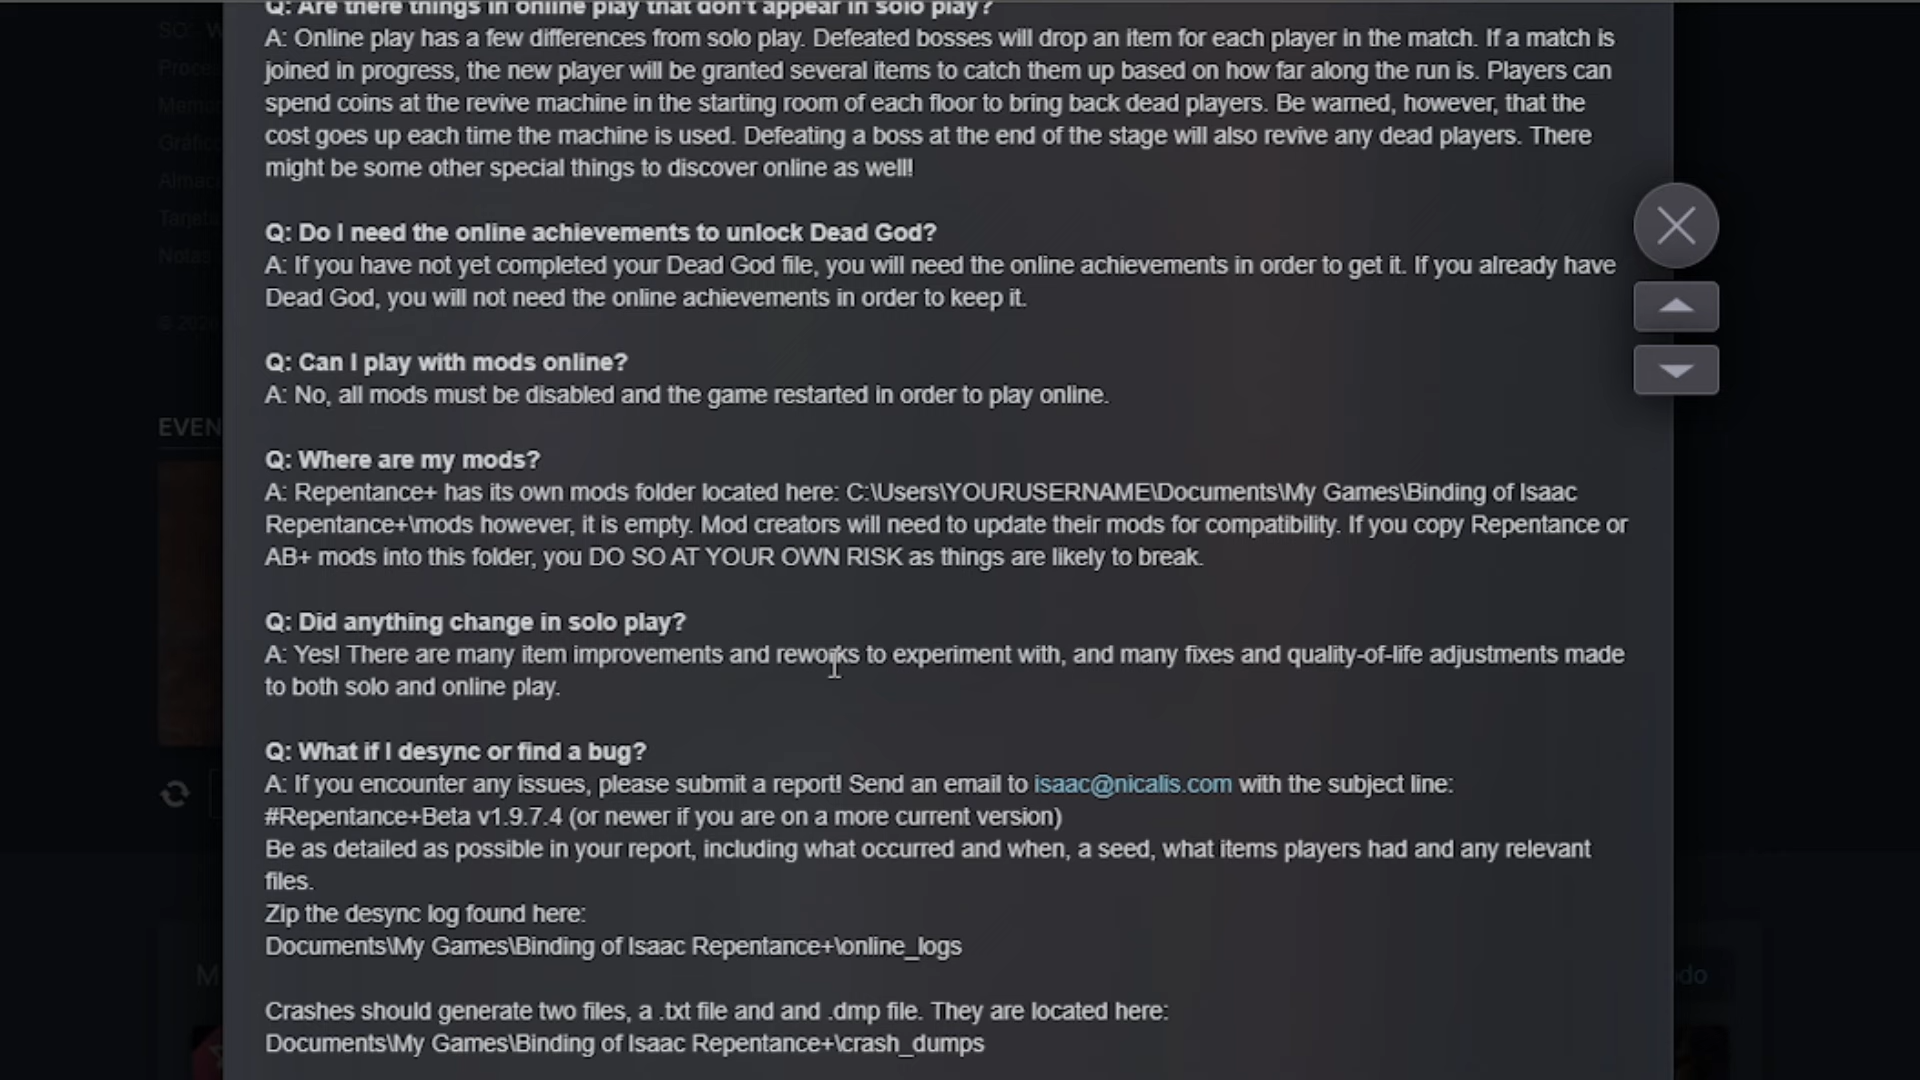 Q: Are there things in online play that don't appear in solo play?
A: Online play has a few differences from solo play. Defeated bosses will drop an item for each player in the match. If a match is
joined in progress, the new player will be granted several items to catch them up based on how far along the run is. Players can
spend coins at the revive machine in the starting room of each floor to bring back dead players. Be warned, however, that the
cost goes up each time the machine is used. Defeating a boss at the end of the stage will also revive any dead players. There
might be some other special things to discover online as well!
Q: Do I need the online achievements to unlock Dead God?
A: If you have not yet completed your Dead God file, you will need the online achievements in order to get it. If you already have
Dead God, you will not need the online achievements in order to keep it.
Q: Can I play with mods online?
A: No, all mods must be disabled and the game restarted in order to play online.
EVEN
Q: Where are my mods?
A: Repentance+ has its own mods folder located here: C:\Users\YOURUSERNAME\Documents\My Games\Binding of Isaac
Repentance+\mods however, it is empty. Mod creators will need to update their mods for compatibility. If you copy Repentance or
AB+ mods into this folder, you DO SO AT YOUR OWN RISK as things are likely to break.
Q: Did anything change in solo play?
A: Yes! There are many item improvements and reworks to experiment with, and many fixes and quality-of-life adjustments made
to both solo and online play.
Q: What if I desync or find a bug?
A: If you encounter any issues, please submit a report! Send an email to isaac@nicalis.com with the subject line:
#Repentance+Beta v1.9.7.4 (or newer if you are on a more current version)
Be as detailed as possible in your report, including what occurred and when, a seed, what items players had and any relevant
files.
Zip the desync log found here:
Documents\My Games\Binding of Isaac Repentance+\online_logs
Crashes should generate two files, a .txt file and and .dmp file. They are located here:
Documents\My Games\Binding of Isaac Repentance+\crash_dumps